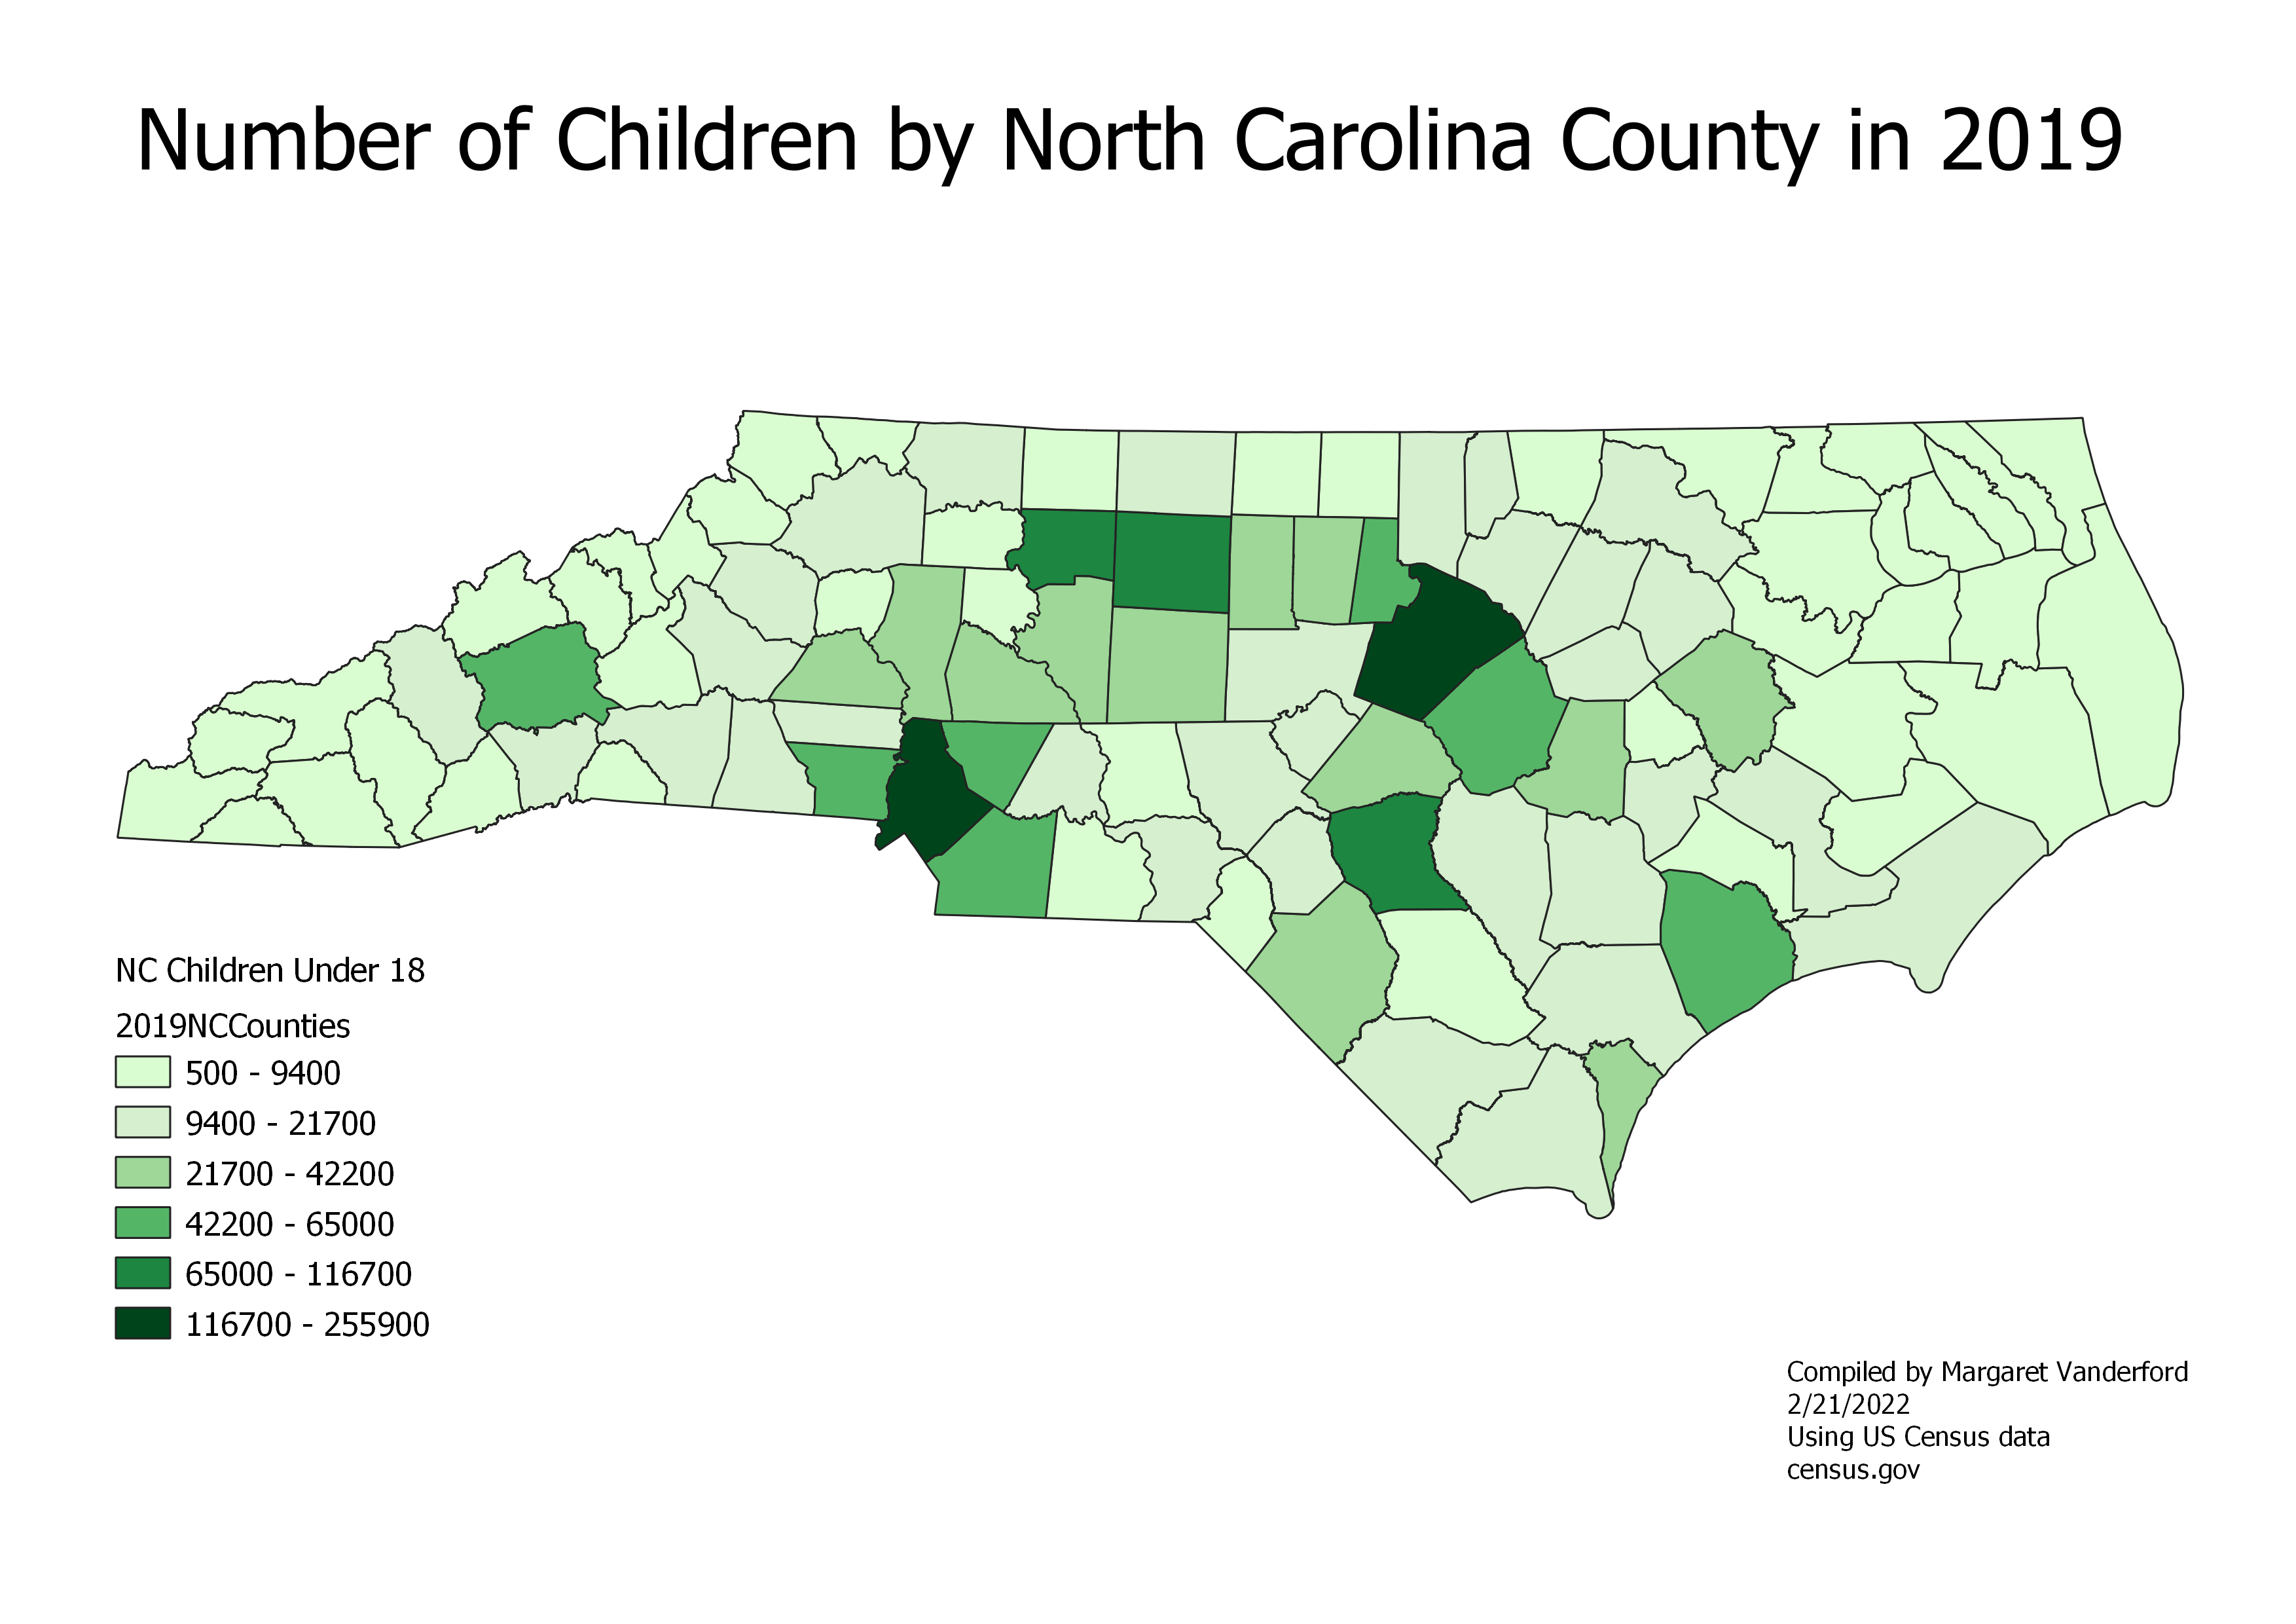 Number of Children by North Carolina County in 2019
NC Children Under 18
2019NCCounties
500 - 9400
9400 - 21700
21700 - 42200
42200 - 65000
65000 - 116700
116700 - 255900
Compiled by Margaret Vanderford
2/21/2022
Using US Census data
census.gov